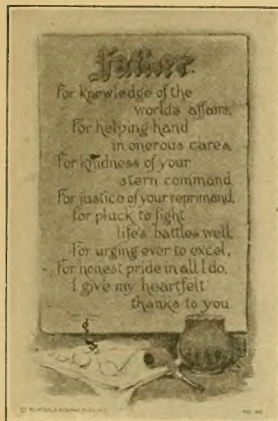 Father
For knowledge of the
world's affairs,
For helping hand
in onerous cares
For kindness of your
stern command
For justice of your reprimand,
for pluck to fight
life's battles well
For urging ever to excel,
For honest pride in all I do,
I give my heartfelt
thanks to you